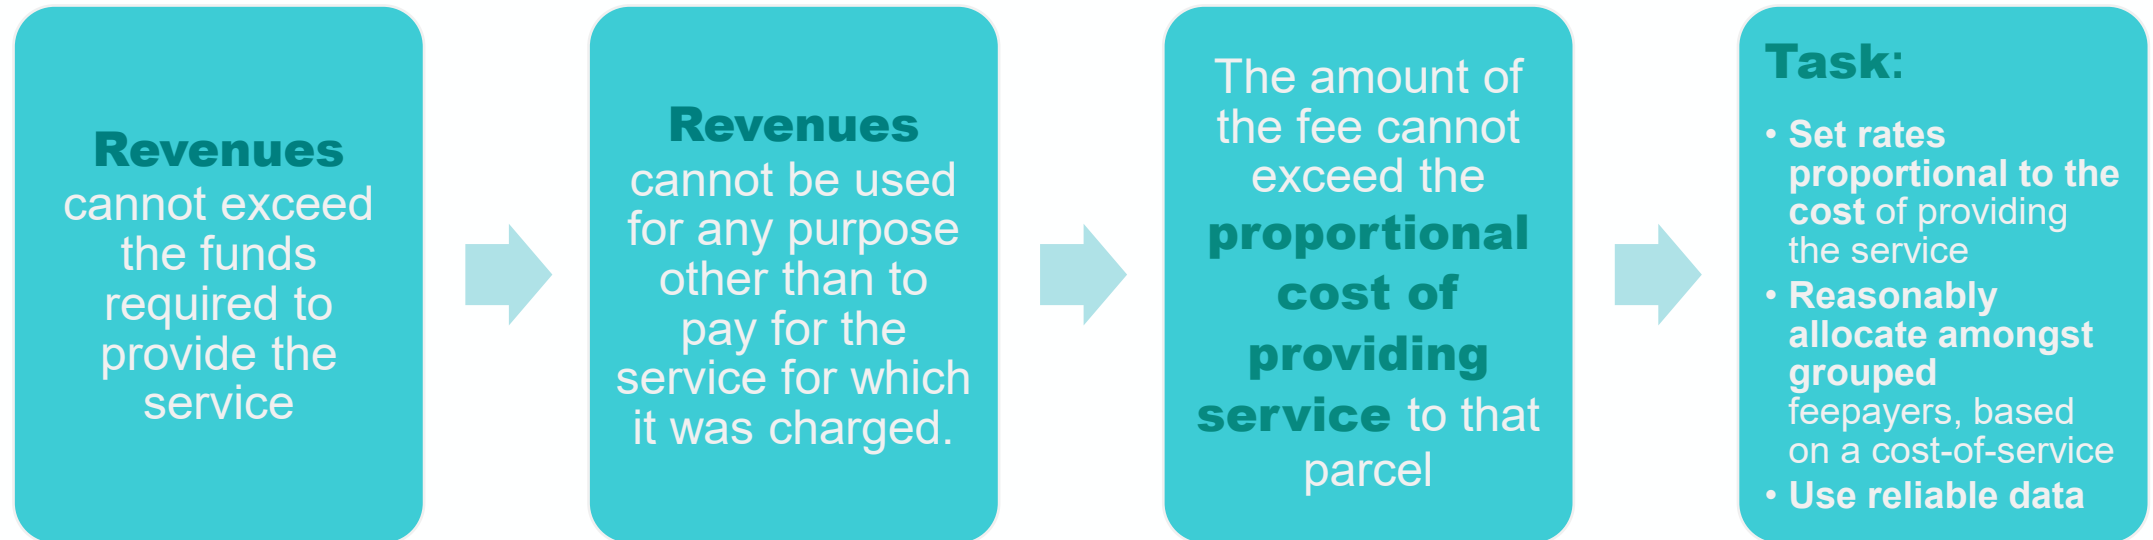 Revenues
cannot exceed
the funds
required to
provide the
service
Revenues
cannot be used
for any purpose
other than to
pay for the
service for which
it was charged.
The amount of
the fee cannot
exceed the
proportional
cost of
providing
service to that
parcel
Task:
• Set rates
proportional to the
cost of providing
the service
• Reasonably
allocate amongst
grouped
feepayers, based
on a cost-of-service
• Use reliable data